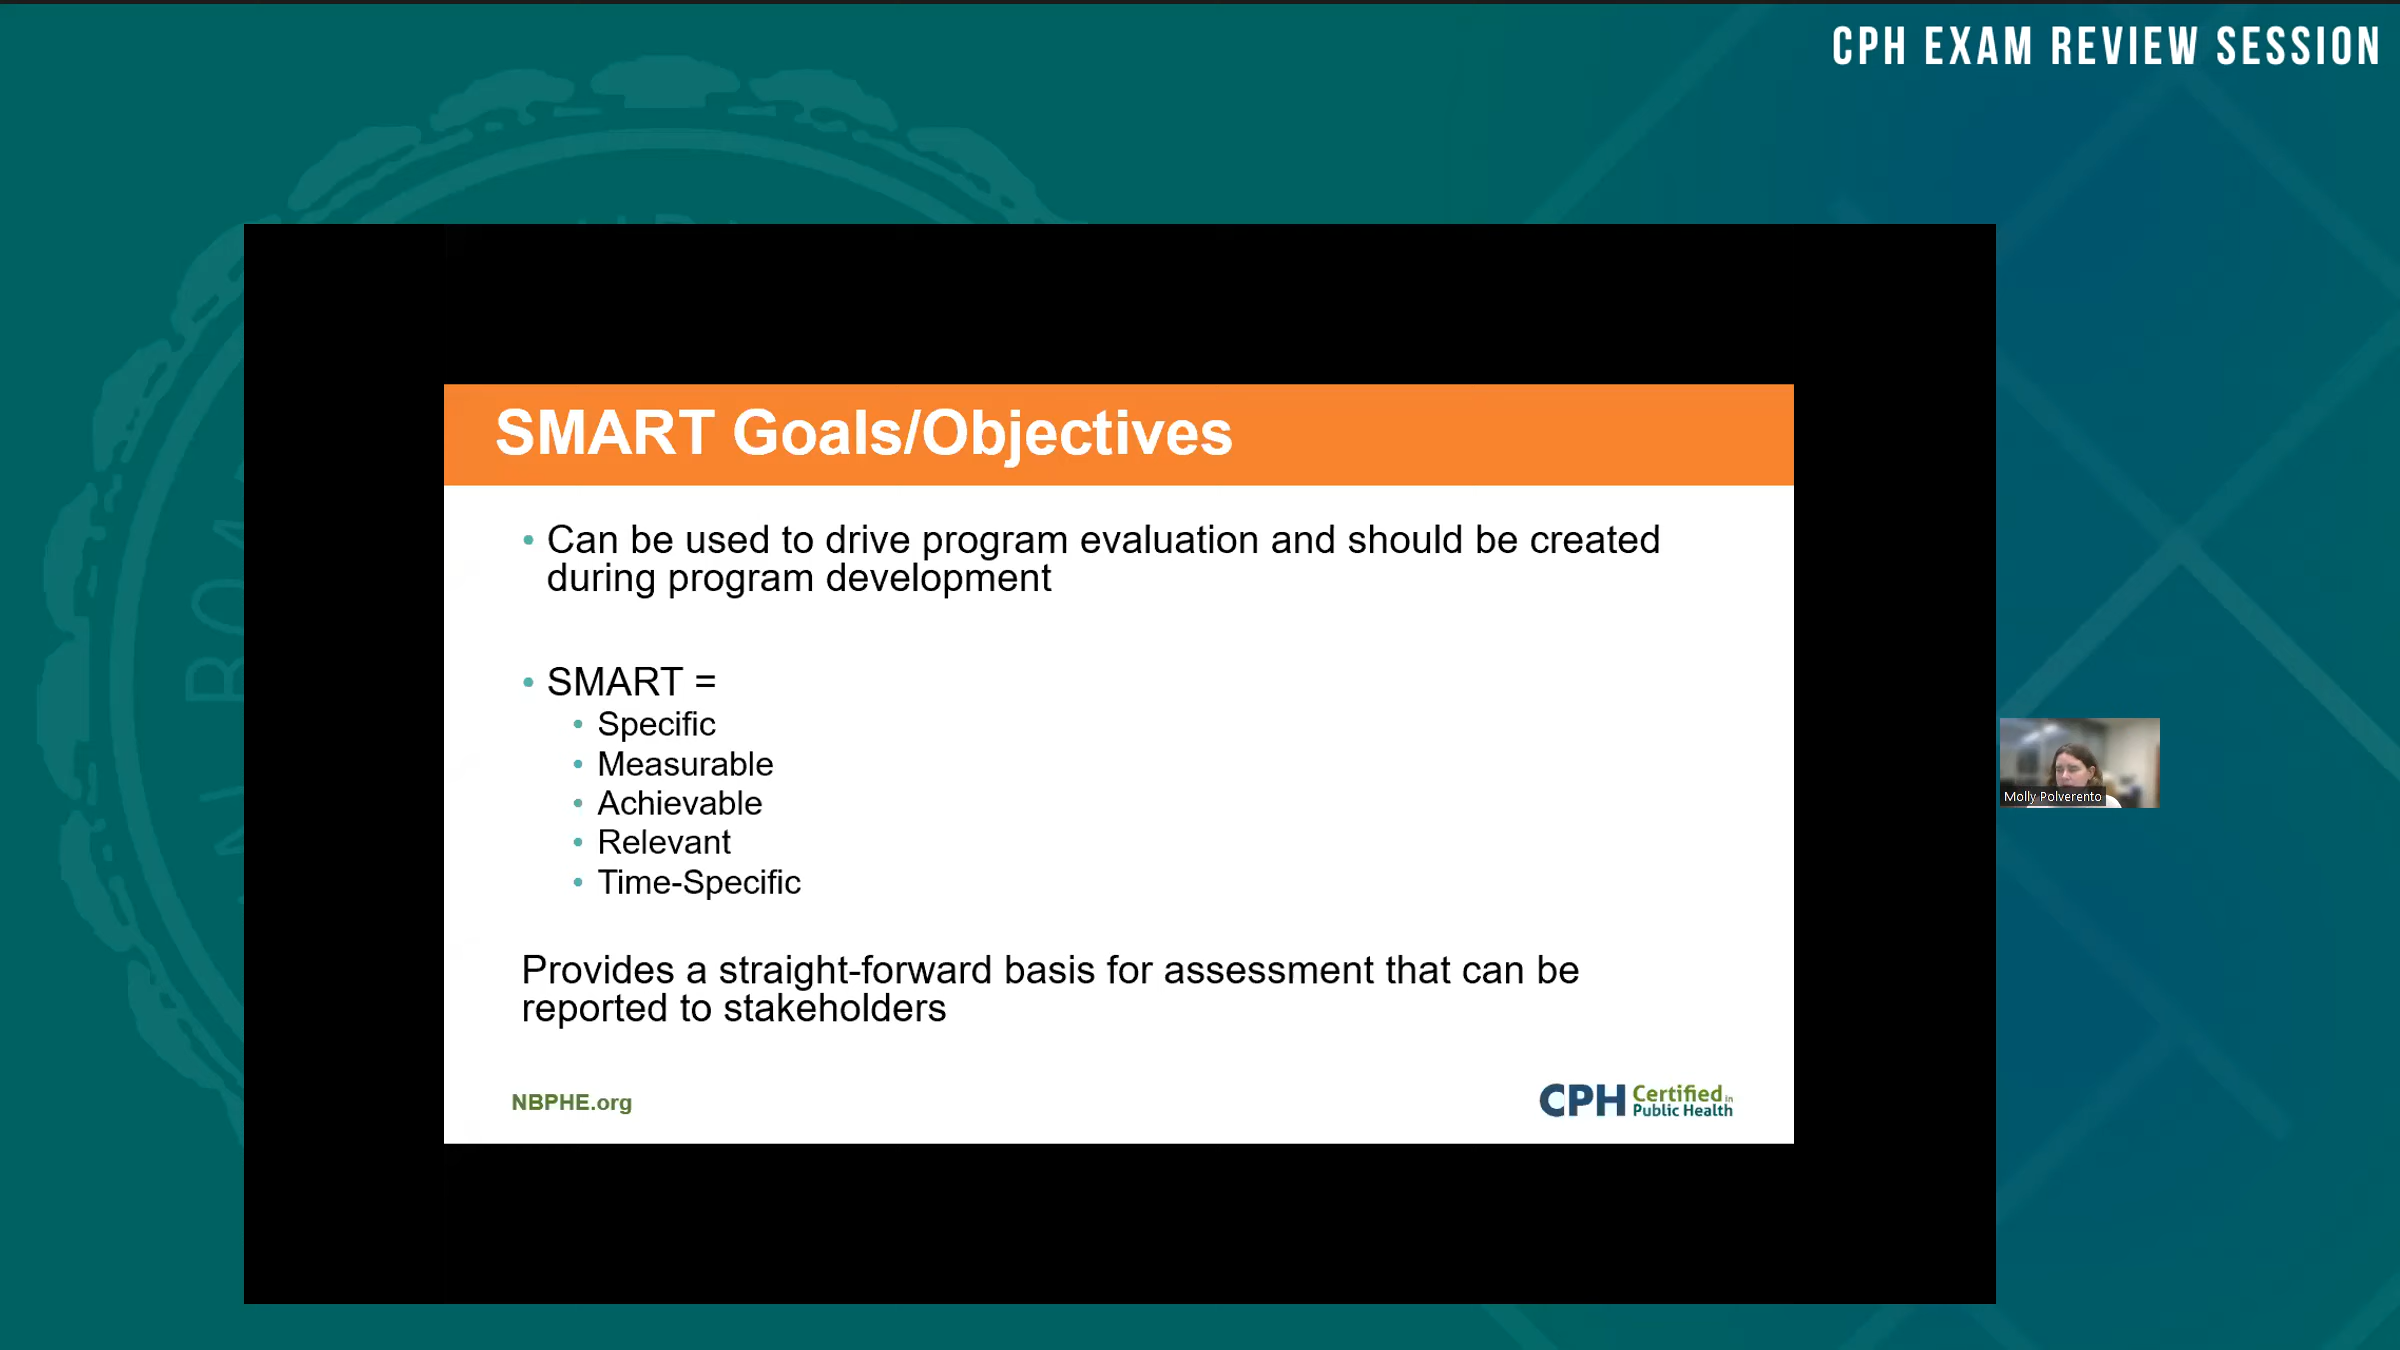 CPH EXAM REVIEW SESSION
SMART Goals/Objectives
• Can be used to drive program evaluation and should be created
during program development
• SMART =
• Specific
• Measurable
• Achievable
• Relevant
• Time-Specific
Provides a straight-forward basis for assessment that can be
reported to stakeholders
NBPHE.org
CPH Certified in
Public Health
Molly Polverento